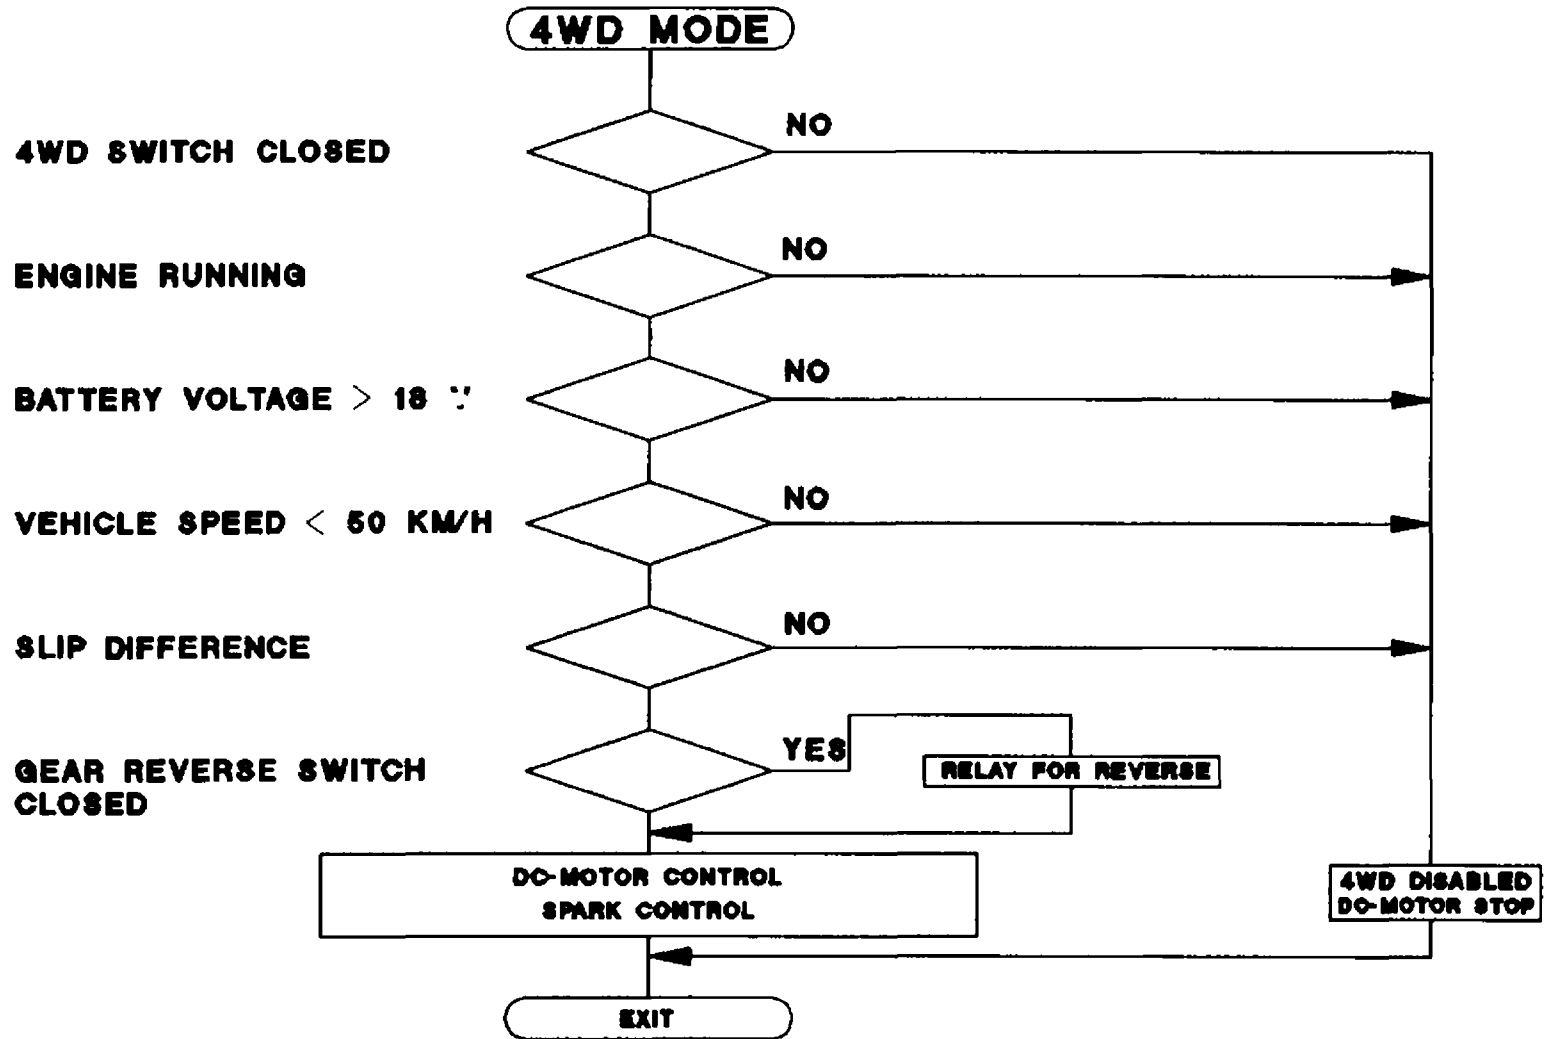 4WD MODE
4WD SWITCH CLOSED
NO
ENGINE RUNNING
NO
BATTERY VOLTAGE > 18 V
NO
VEHICLE SPEED < 50 KM/H
NO
SLIP DIFFERENCE
NO
GEAR REVERSE SWITCH
CLOSED
YES
RELAY FOR REVERSE
DC-MOTOR CONTROL
SPARK CONTROL
4WD DISABLED
DC-MOTOR STOP
EXIT